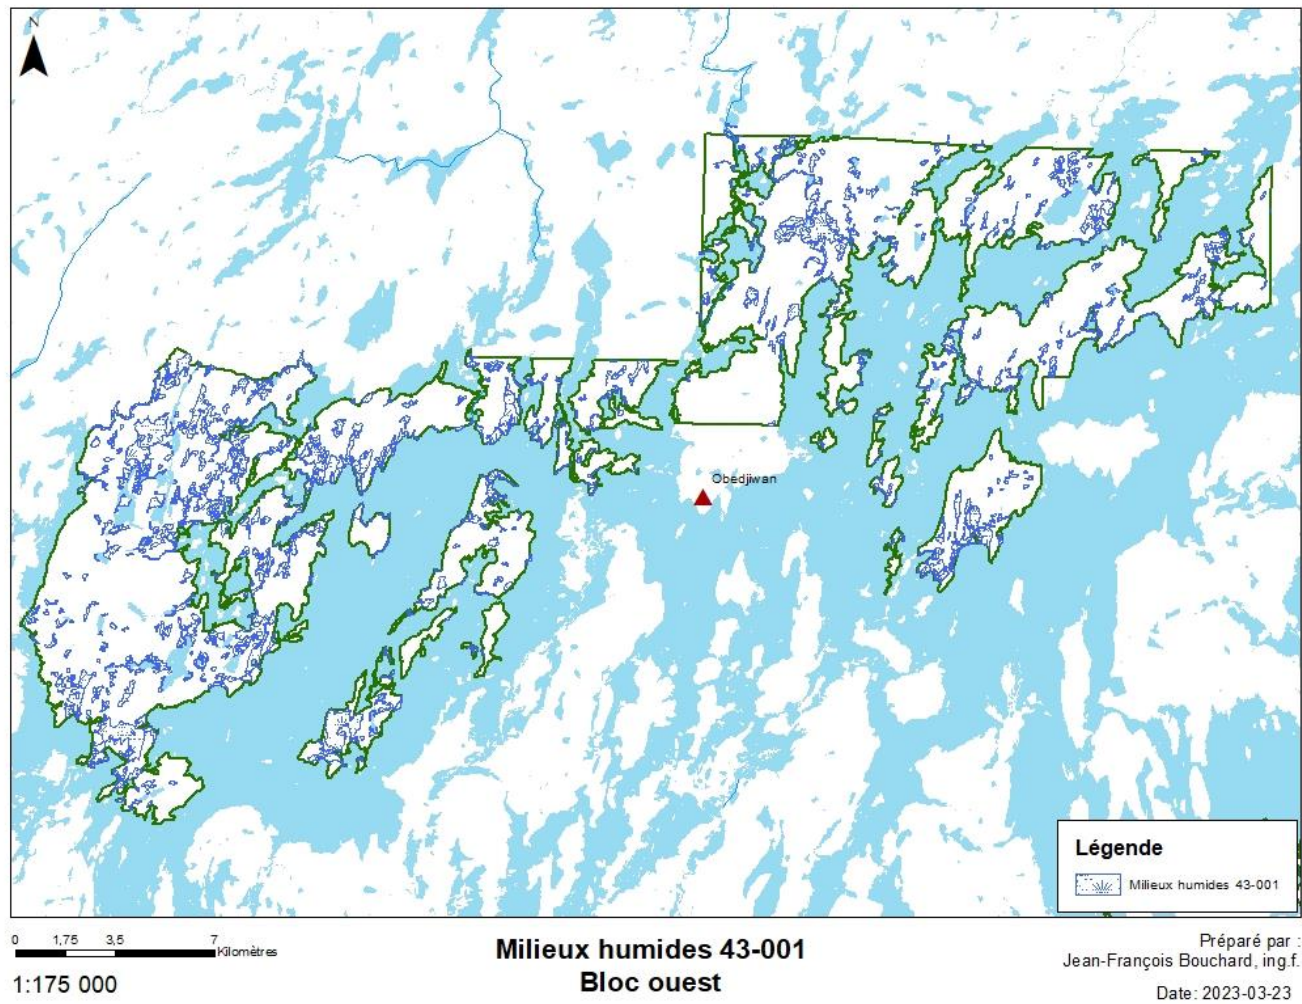 N
Obedjiwan
Légende
Milieux humides 43-001
0 1,75 3,5 7
Kilomètres
1:175 000
Milieux humides 43-001
Bloc ouest
Préparé par :
Jean-François Bouchard, ing.f.
Date: 2023-03-23